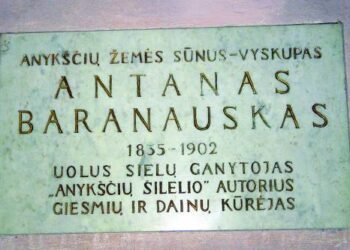 ANYKŠČIŲ ŽEMĖS SŪNUS-VYSKUPAS
ANTANAS
BARANAUSKAS
1835-1902
UOLUS SIELŲ GANYTOJAS
„ANYKŠČIŲ ŠILELIO" AUTORIUS
GIESMIŲ IR DAINŲ KŪRĖJAS